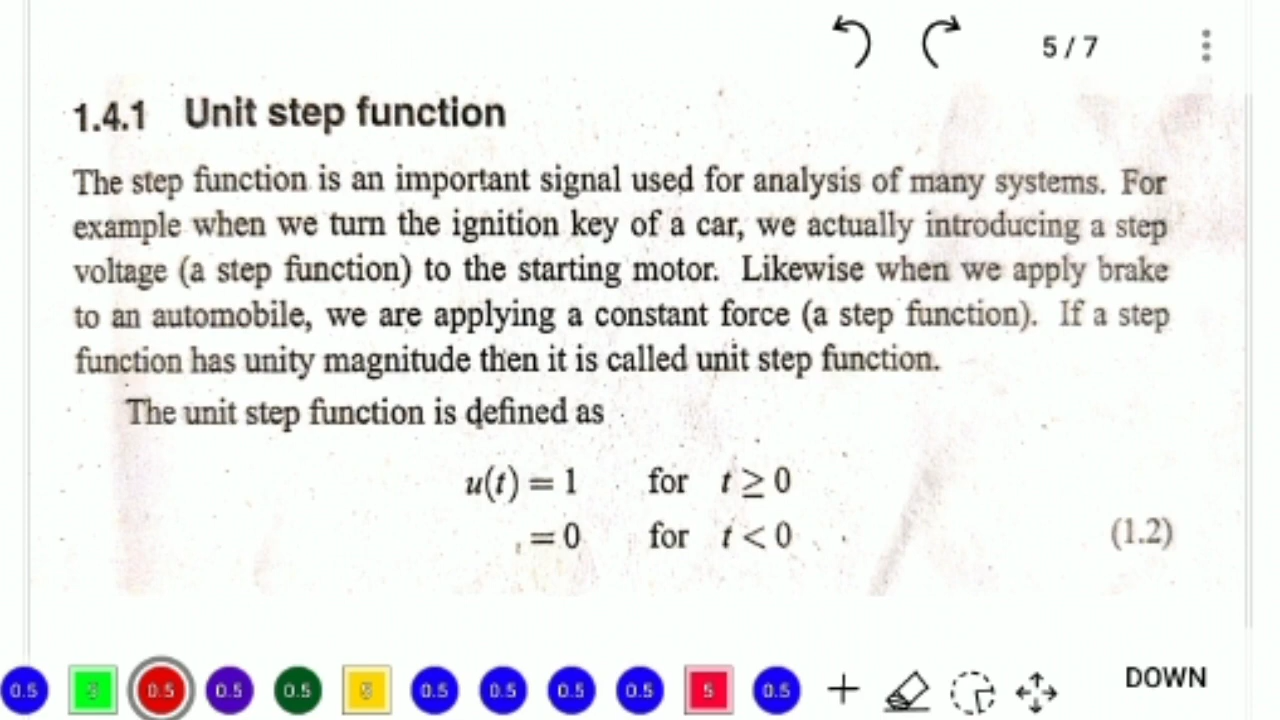 5 / 7
1.4.1 Unit step function
The step function is an important signal used for analysis of many systems. For
example when we turn the ignition key of a car, we actually introducing a step
voltage (a step function) to the starting motor. Likewise when we apply brake
to an automobile, we are applying a constant force (a step function). If a step
function has unity magnitude then it is called unit step function.
The unit step function is defined as
u(t) = 1 for t ≥ 0
= 0 for t < 0 (1.2)
0.5 0.5 0.5 0.5 0.5 0.5 0.5 0.5 5 0.5 DOWN